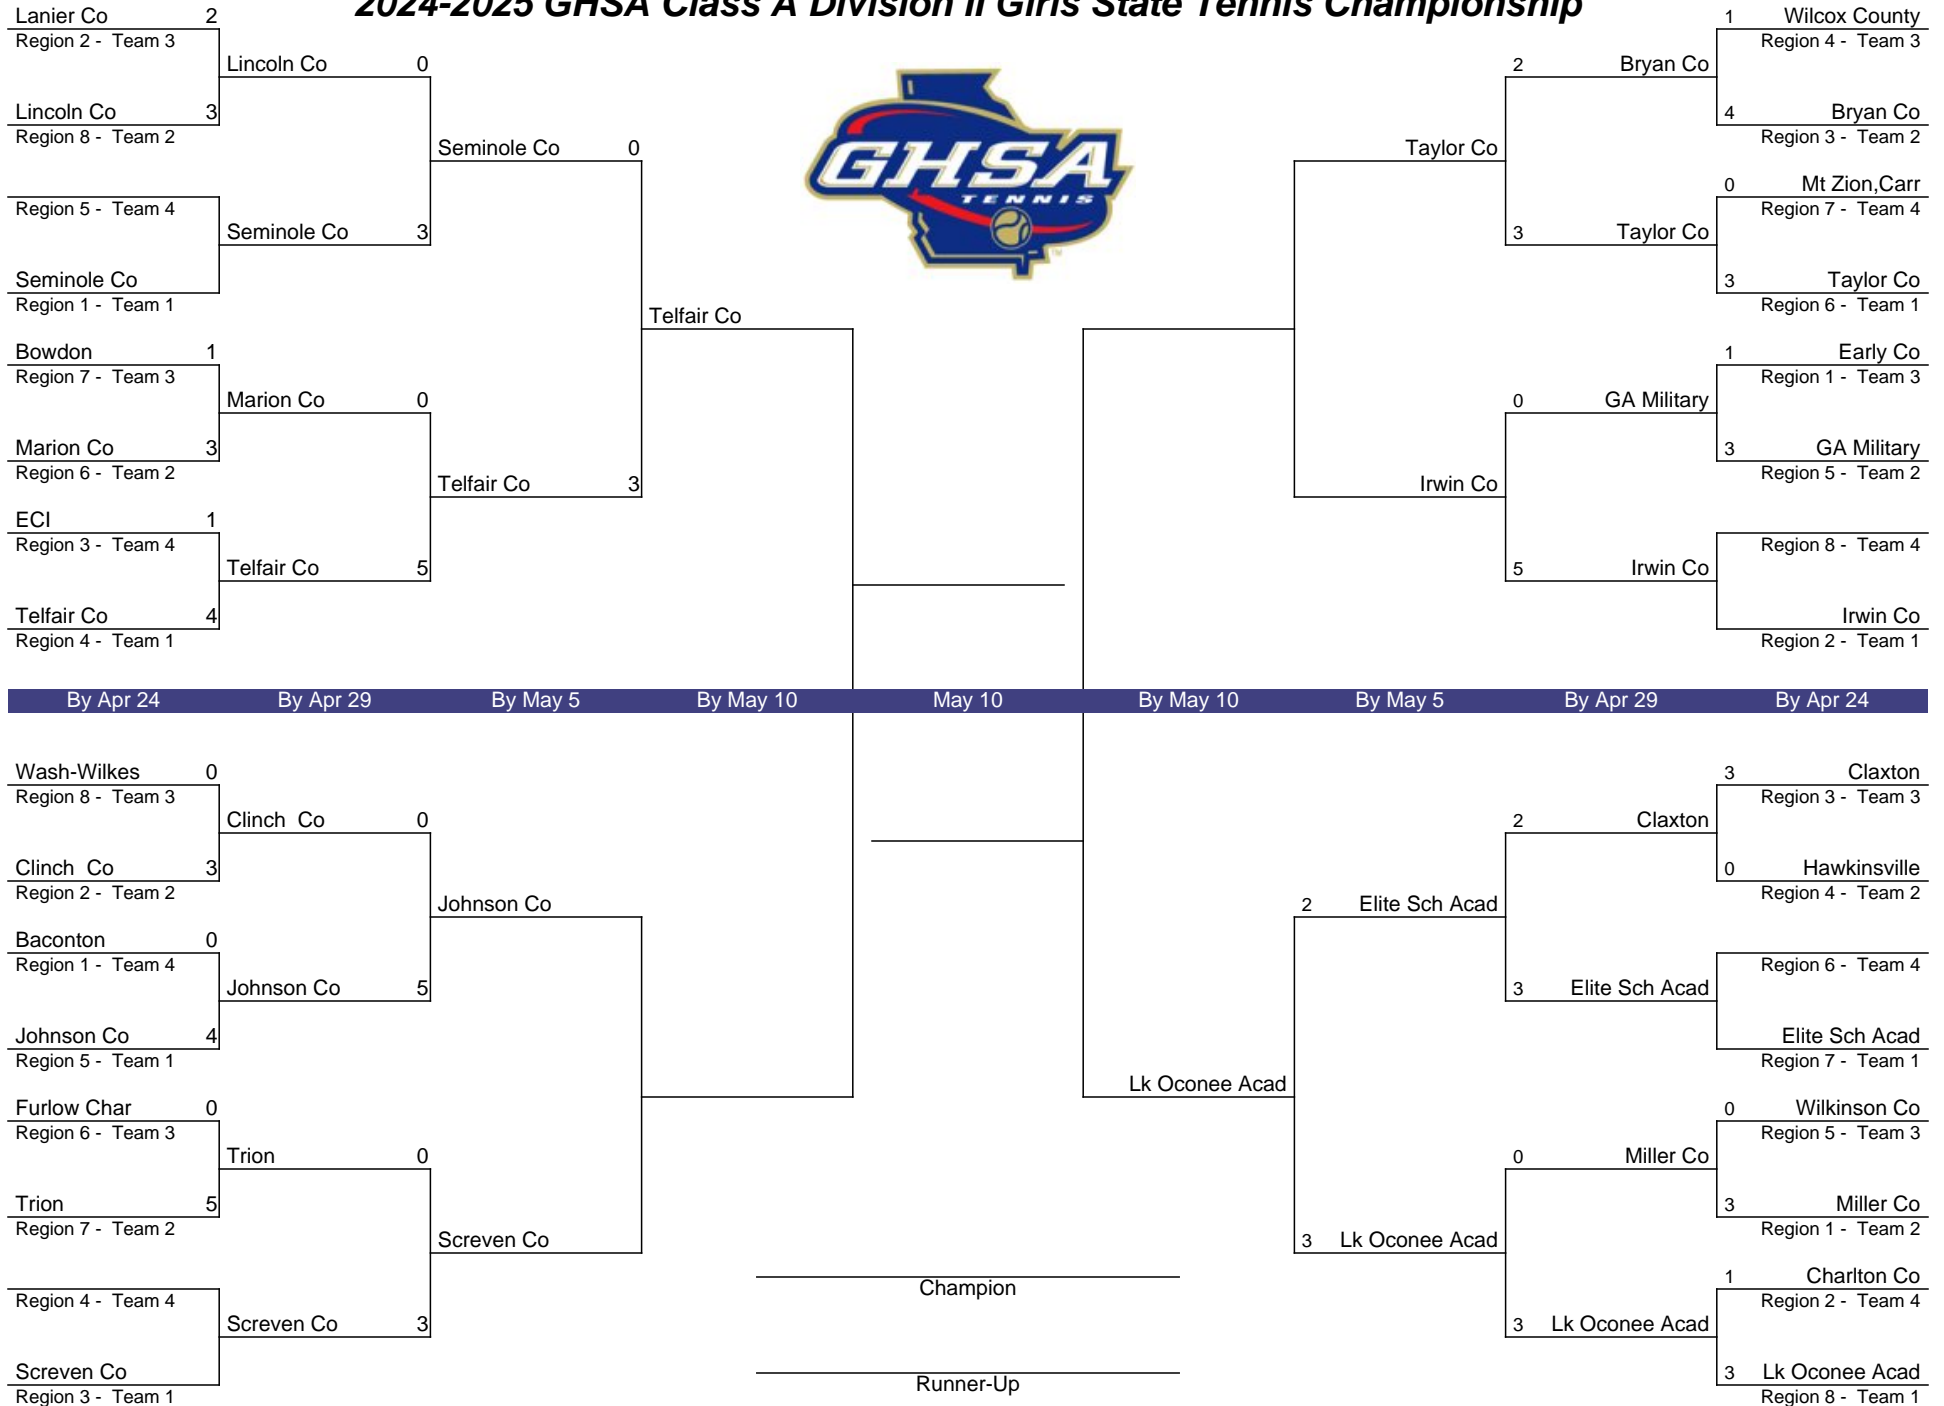 2024-2025 GHSA Class A Division II Girls State Tennis Championship
Lanier Co 2
Region 2 - Team 3
Lincoln Co 0
Lincoln Co 3
Region 8 - Team 2
Seminole Co 0
Region 5 - Team 4
Seminole Co 3
Seminole Co
Region 1 - Team 1
Telfair Co
Bowdon 1
Region 7 - Team 3
Marion Co 0
Marion Co 3
Region 6 - Team 2
Telfair Co 3
ECI 1
Region 3 - Team 4
Telfair Co 5
Telfair Co 4
Region 4 - Team 1
GHSA
TENNIS
TM
1 Wilcox County
Region 4 - Team 3
2 Bryan Co
4 Bryan Co
Region 3 - Team 2
Taylor Co
0 Mt Zion,Carr
Region 7 - Team 4
3 Taylor Co
3 Taylor Co
Region 6 - Team 1
1 Early Co
Region 1 - Team 3
0 GA Military
3 GA Military
Region 5 - Team 2
Irwin Co
Region 8 - Team 4
5 Irwin Co
Irwin Co
Region 2 - Team 1
By Apr 24 By Apr 29 By May 5 By May 10 May 10 By May 10 By May 5 By Apr 29 By Apr 24
Wash-Wilkes 0
Region 8 - Team 3
Clinch  Co 0
Clinch  Co 3
Region 2 - Team 2
Johnson Co
Baconton 0
Region 1 - Team 4
Johnson Co 5
Johnson Co 4
Region 5 - Team 1
Furlow Char 0
Region 6 - Team 3
Trion 0
Trion 5
Region 7 - Team 2
Screven Co
Region 4 - Team 4
Screven Co 3
Screven Co
Region 3 - Team 1
Champion
Runner-Up
3 Claxton
Region 3 - Team 3
2 Claxton
0 Hawkinsville
Region 4 - Team 2
2 Elite Sch Acad
Region 6 - Team 4
3 Elite Sch Acad
Elite Sch Acad
Region 7 - Team 1
Lk Oconee Acad
0 Wilkinson Co
Region 5 - Team 3
0 Miller Co
3 Miller Co
Region 1 - Team 2
3 Lk Oconee Acad
1 Charlton Co
Region 2 - Team 4
3 Lk Oconee Acad
3 Lk Oconee Acad
Region 8 - Team 1